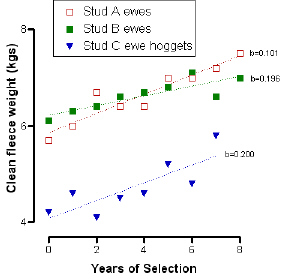 Stud A ewes
Stud B ewes
Stud C ewe hoggets
Clean fleece weight (kgs)
8
6
4
b=0.101
b=0.196
b=0.200
0 2 4 6 8
Years of Selection